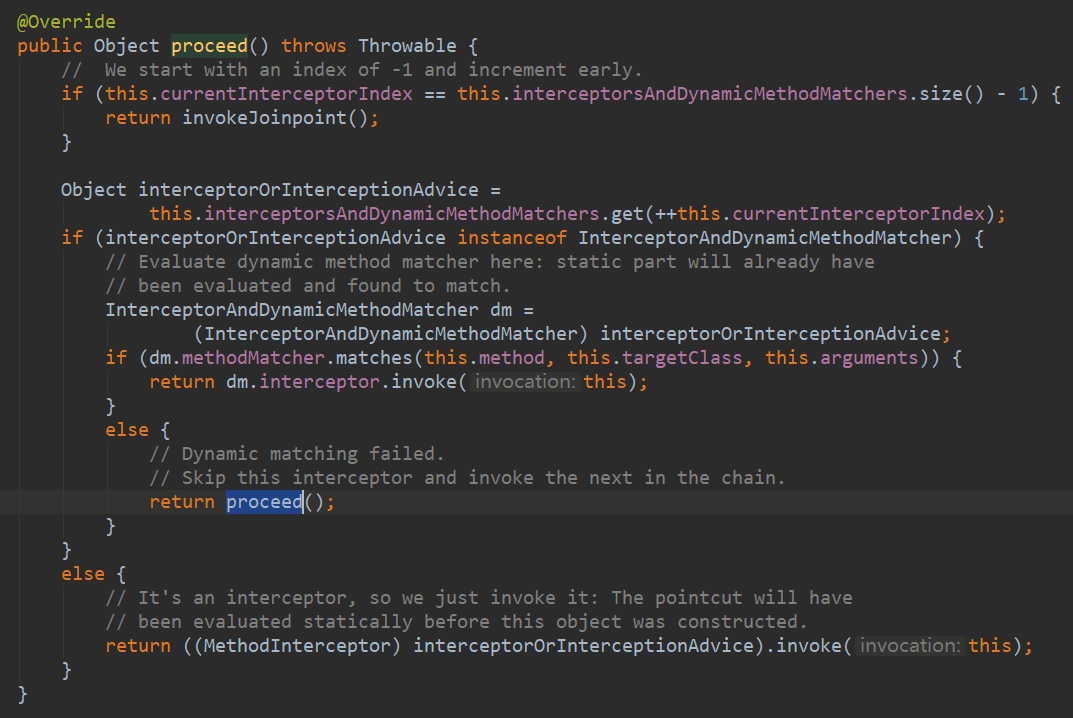 @Override
public Object proceed() throws Throwable {
    //  We start with an index of -1 and increment early.
    if (this.currentInterceptorIndex == this.interceptorsAndDynamicMethodMatchers.size() - 1) {
        return invokeJoinpoint();
    }

    Object interceptorOrInterceptionAdvice =
            this.interceptorsAndDynamicMethodMatchers.get(++this.currentInterceptorIndex);
    if (interceptorOrInterceptionAdvice instanceof InterceptorAndDynamicMethodMatcher) {
        // Evaluate dynamic method matcher here: static part will already have
        // been evaluated and found to match.
        InterceptorAndDynamicMethodMatcher dm =
                (InterceptorAndDynamicMethodMatcher) interceptorOrInterceptionAdvice;
        if (dm.methodMatcher.matches(this.method, this.targetClass, this.arguments)) {
            return dm.interceptor.invoke( invocation: this);
        }
        else {
            // Dynamic matching failed.
            // Skip this interceptor and invoke the next in the chain.
            return proceed();
        }
    }
    else {
        // It's an interceptor, so we just invoke it: The pointcut will have
        // been evaluated statically before this object was constructed.
        return ((MethodInterceptor) interceptorOrInterceptionAdvice).invoke( invocation: this);
    }
}